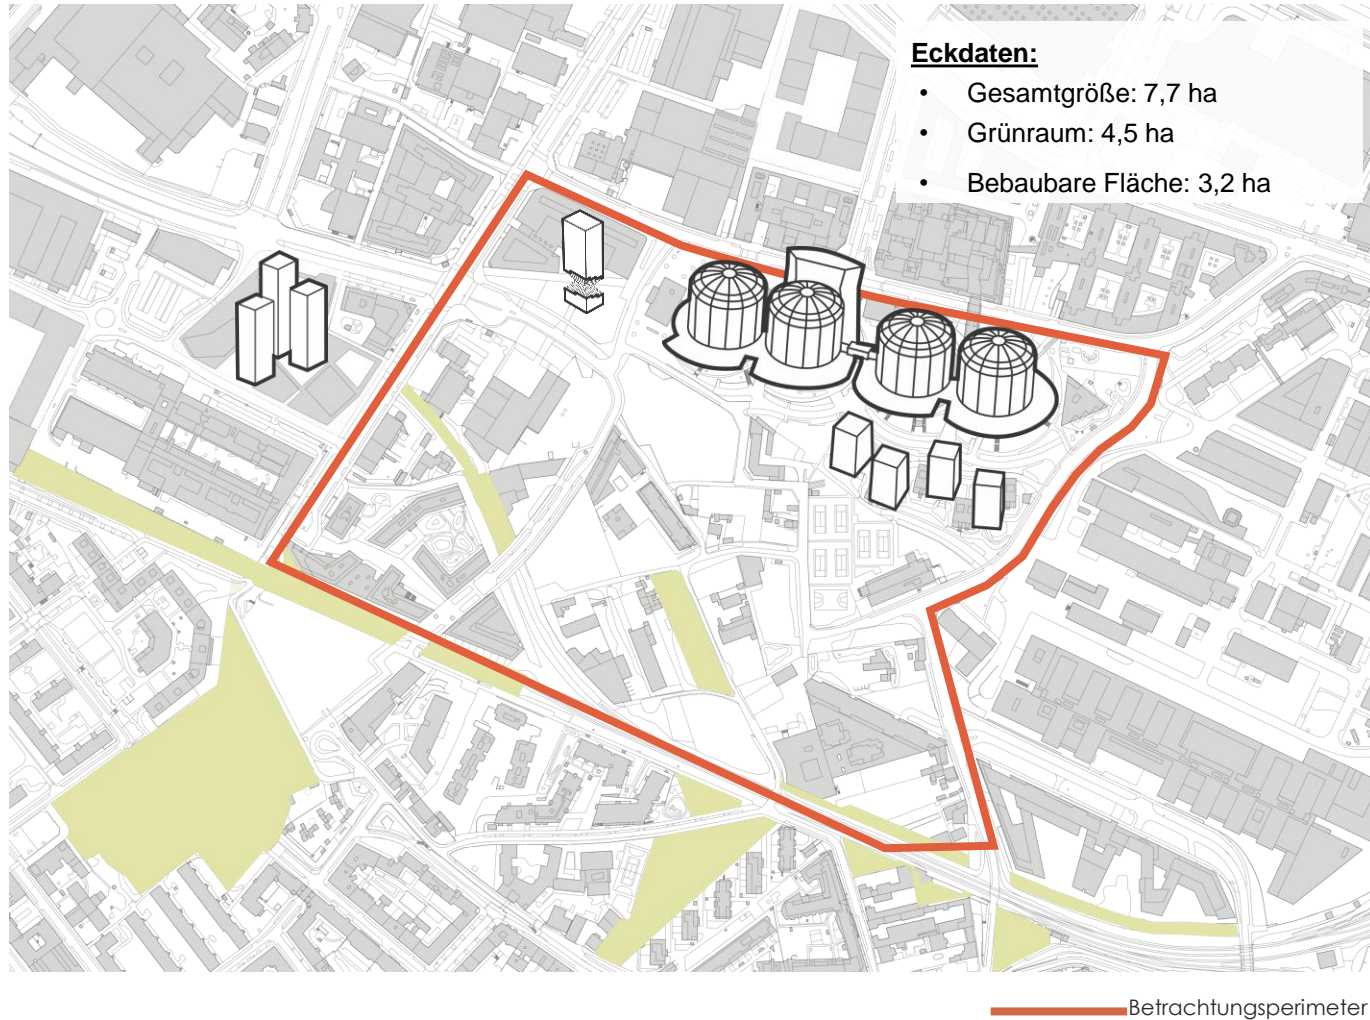 Eckdaten:
• Gesamtgröße: 7,7 ha
• Grünraum: 4,5 ha
• Bebaubare Fläche: 3,2 ha
Betrachtungsperimeter